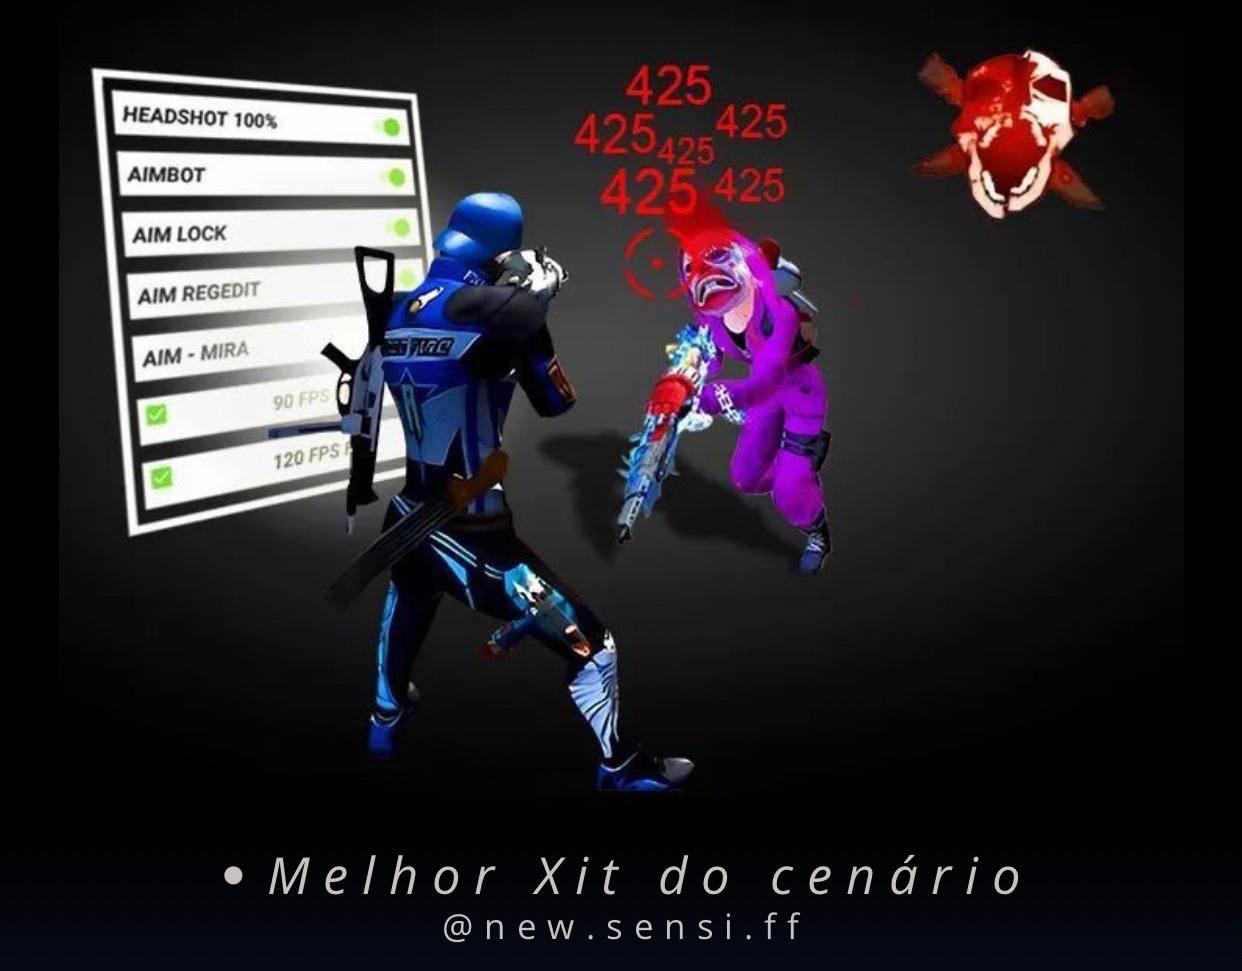 HEADSHOT 100%
AIMBOT
AIM LOCK
AIM REGEDIT
AIM - MIRA
90 FPS
120 FPS
425
425 425
425
425 425
• Melhor Xit do cenário
@new.sensi.ff